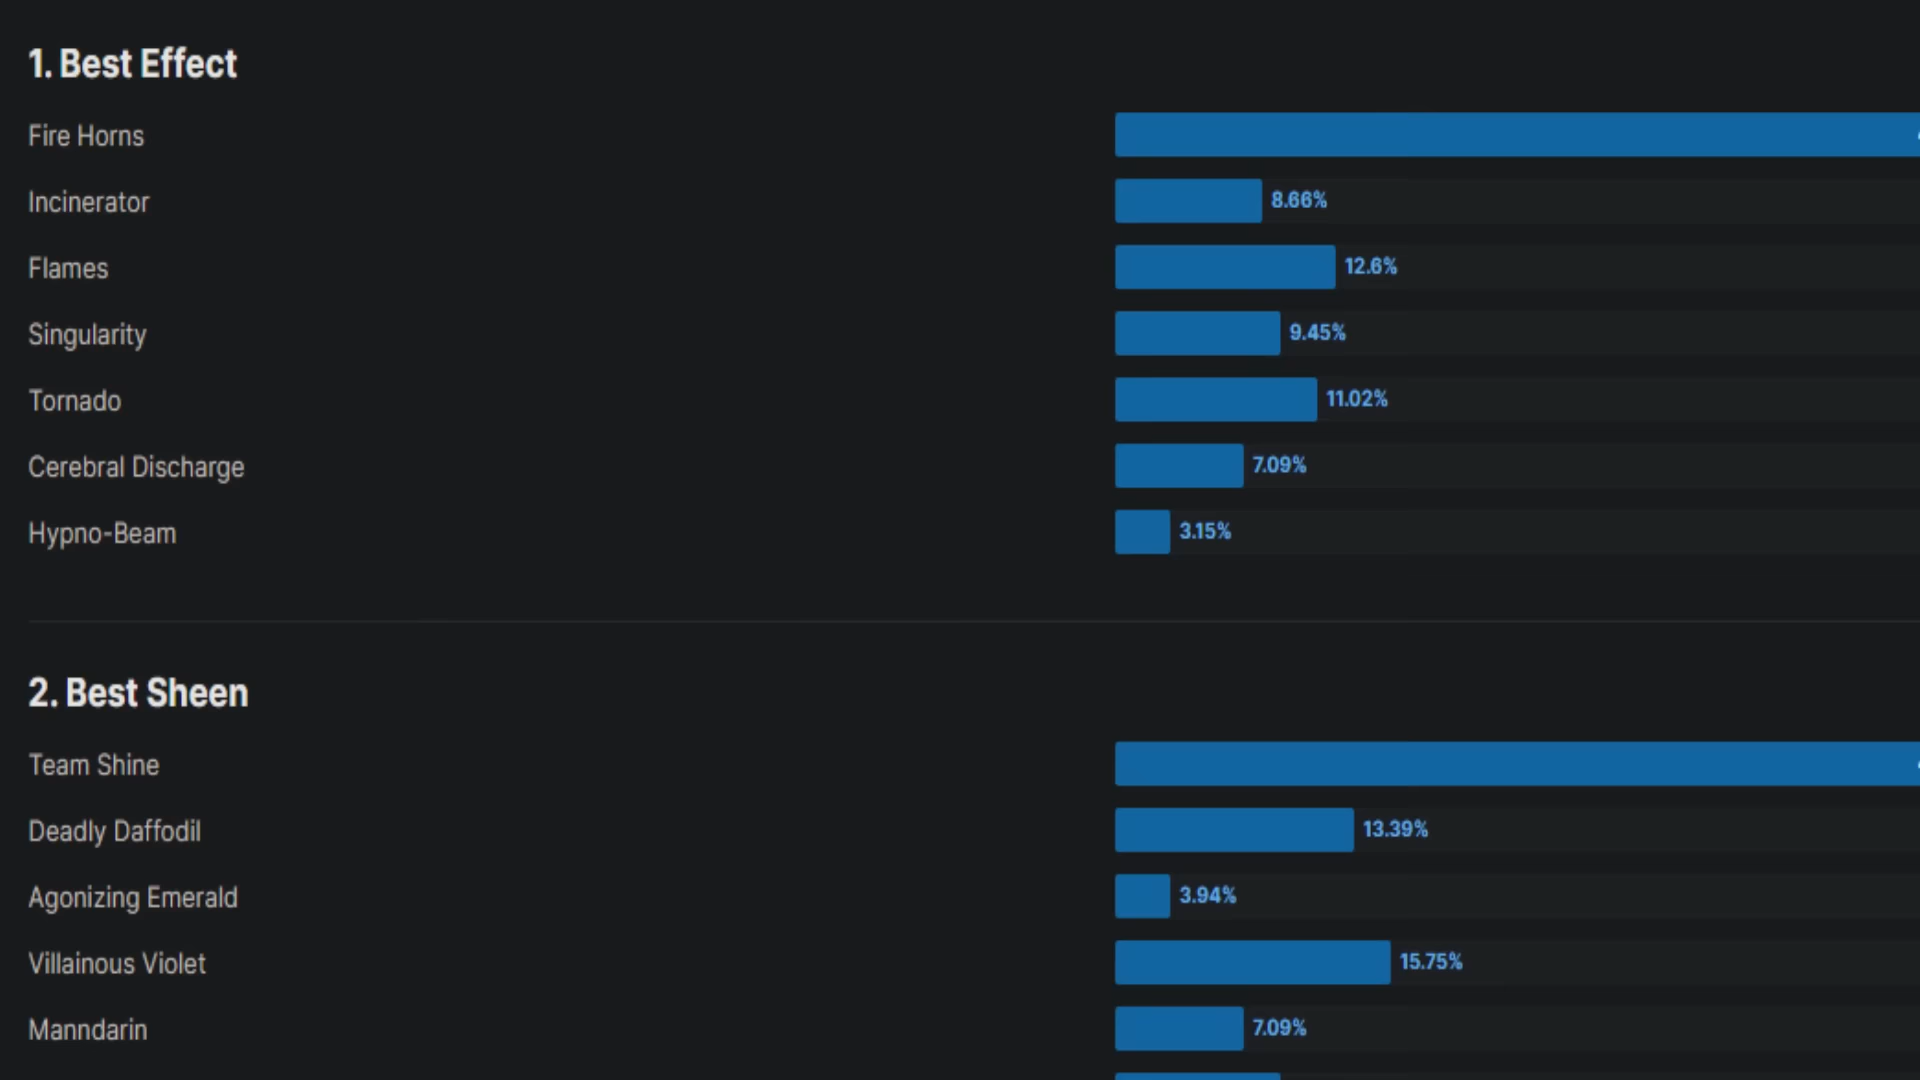 1. Best Effect
Fire Horns
Incinerator 8.66%
Flames 12.6%
Singularity 9.45%
Tornado 11.02%
Cerebral Discharge 7.09%
Hypno-Beam 3.15%
2. Best Sheen
Team Shine
Deadly Daffodil 13.39%
Agonizing Emerald 3.94%
Villainous Violet 15.75%
Manndarin 7.09%